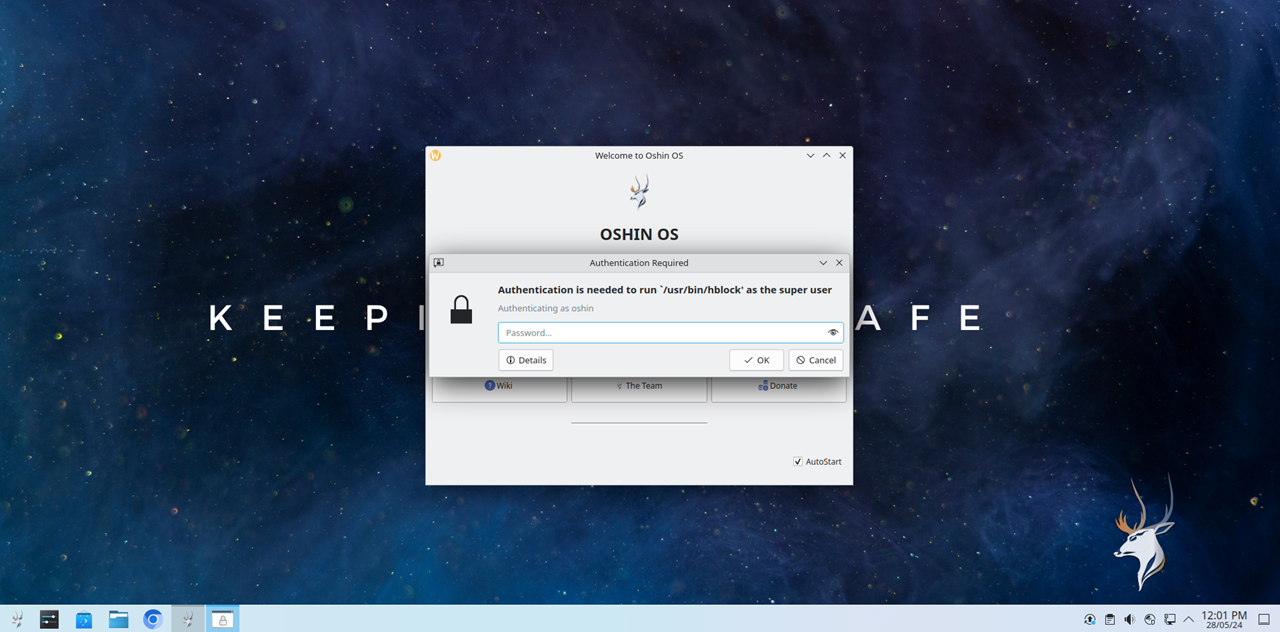 Welcome to Oshin OS
OSHIN OS
Authentication Required
Authentication is needed to run `/usr/bin/hblock' as the super user
Authenticating as oshin
Password...
Details
OK
Cancel
K E E P
A F E
Wiki
The Team
Donate
AutoStart
12:01 PM
28/05/24